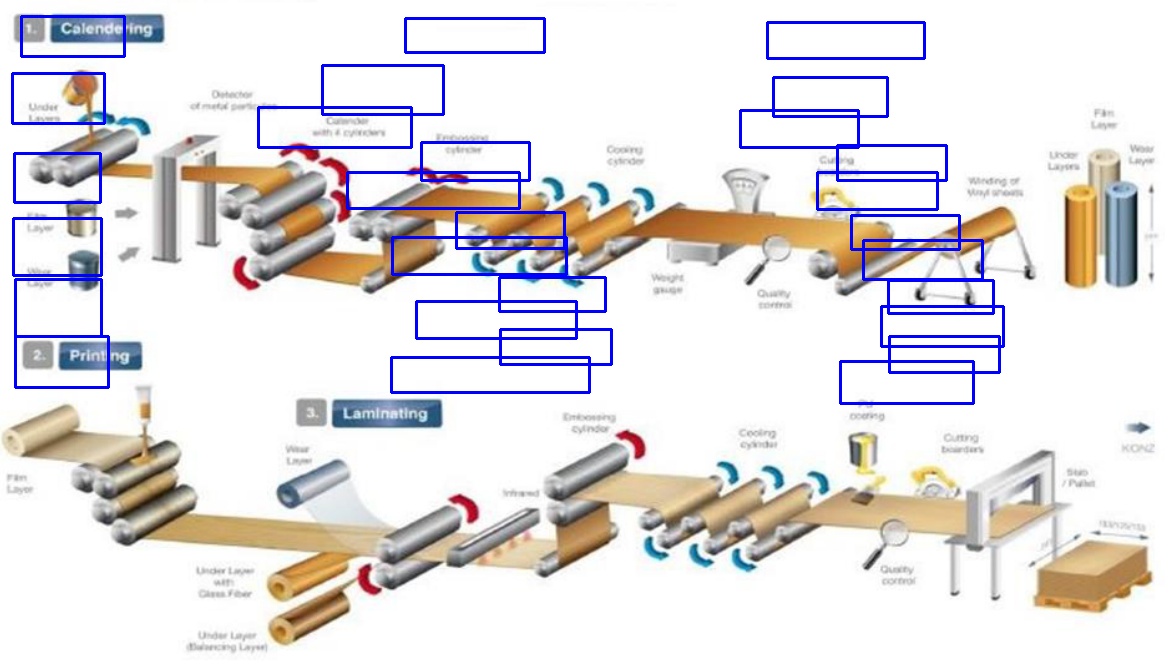 1. Calendering
Under
Layers
Detector
of metal particules
Calender
with 4 cylinders
Embossing
cylinder
Cooling
cylinder
Cutting
boarders
Winding of
Vinyl sheets
Film
Layer
Under
Layers
Wear
Layer
Film
Layer
Wear
Layer
Weight
gauge
Quality
control
2. Printing
3. Laminating
Film
Layer
Wear
Layer
Infrared
Embossing
cylinder
Cooling
cylinder
coating
Cutting
boarders
KONZ
Slab
/ Pallet
Quality
control
Under Layer
with
Glass Fiber
Under Layer
(Balancing Layer)